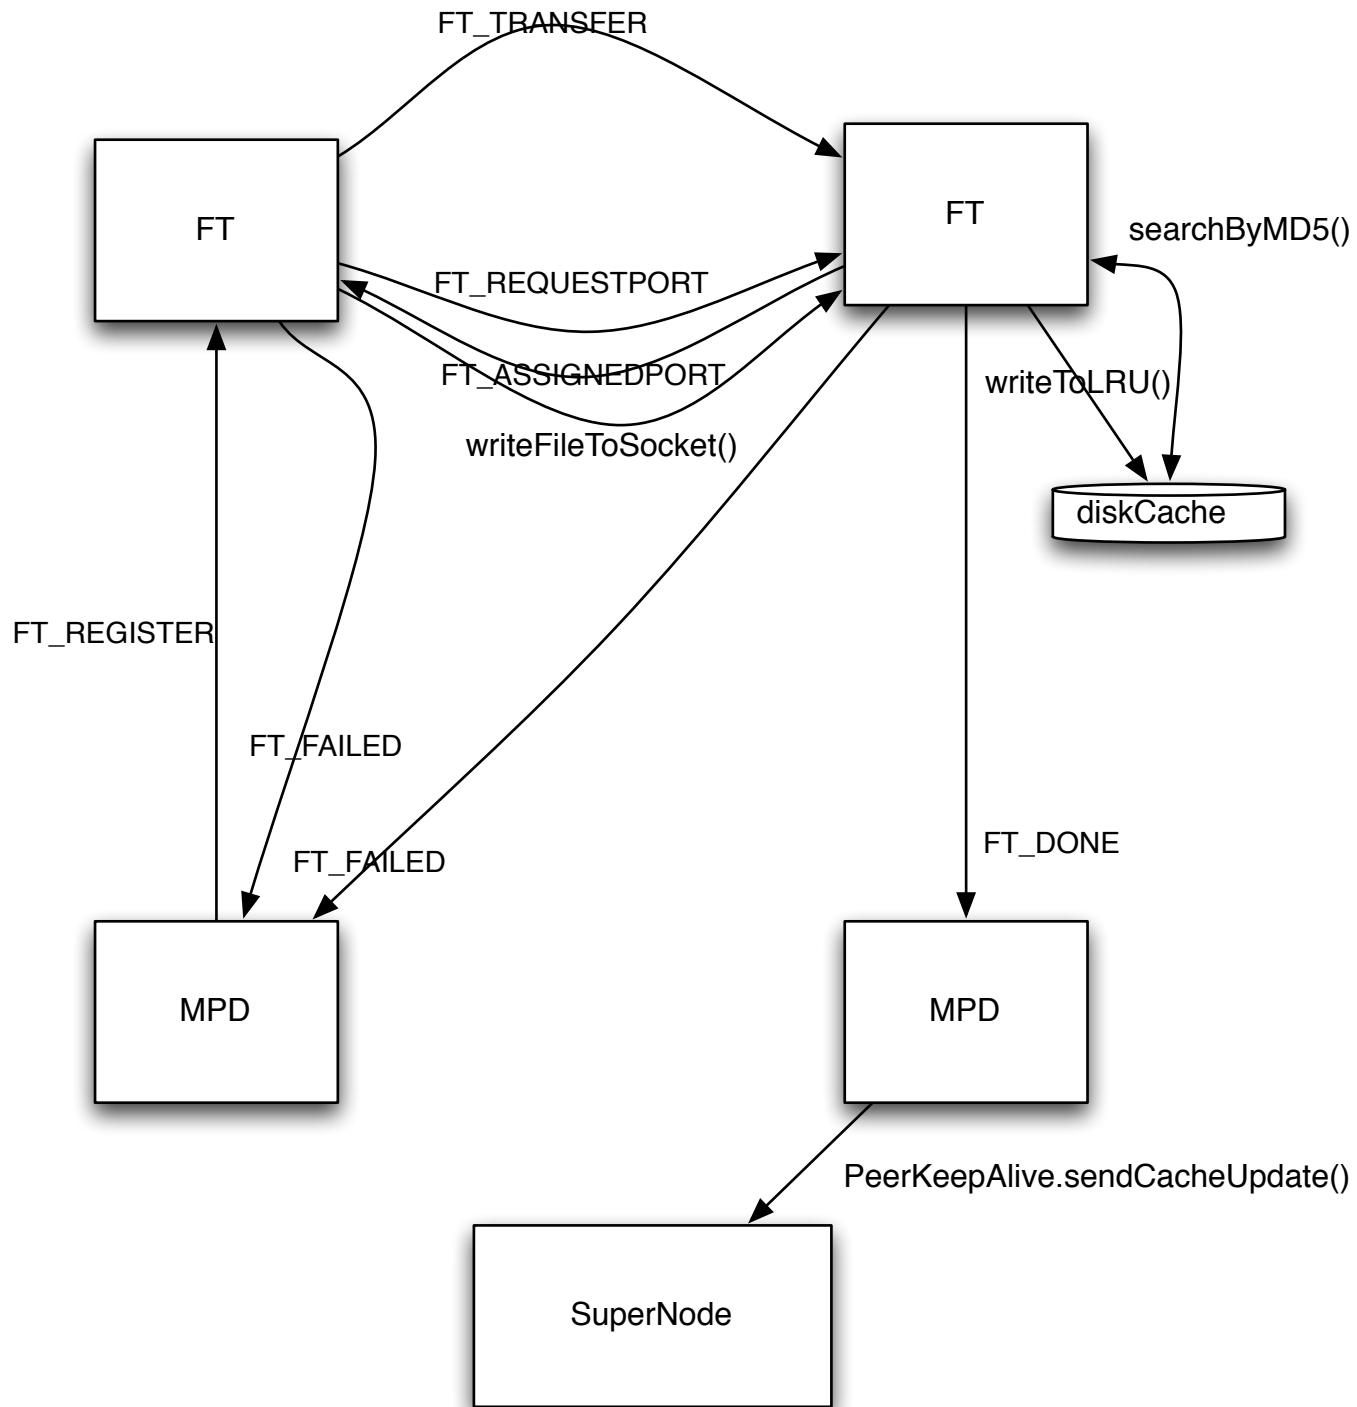 FT_TRANSFER
FT
FT
searchByMD5()
FT_REQUESTPORT
FT_ASSIGNEDPORT
writeToLRU()
writeFileToSocket()
diskCache
FT_REGISTER
FT_FAILED
FT_FAILED
FT_DONE
MPD
MPD
PeerKeepAlive.sendCacheUpdate()
SuperNode